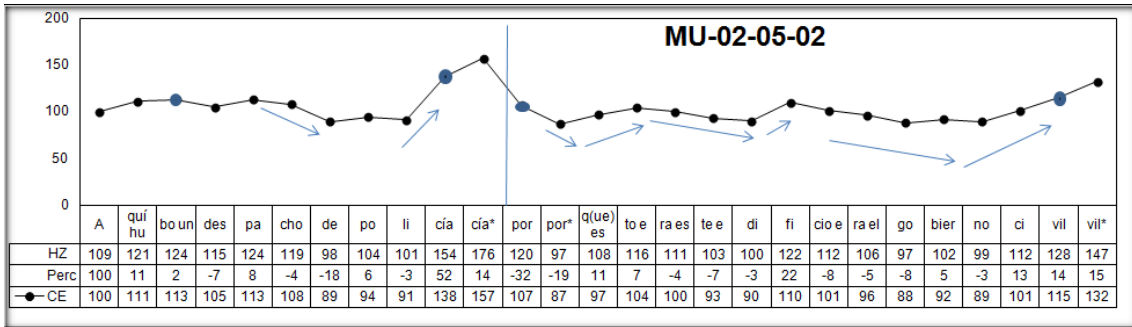 MU-02-05-02
200
150
100
50
0
A quí hu bo un des pa cho de po li cía cía* por por* q(ue) es to e ra es te e di fi cio e ra el go bier no ci vil vil*
HZ 109 121 124 115 124 119 98 104 101 154 176 120 97 108 116 111 103 100 122 112 106 97 102 99 112 128 147
Perc 100 11 2 -7 8 -4 -18 6 -3 52 14 -32 -19 11 7 -4 -7 -3 22 -8 -5 -8 5 -3 13 14 15
CE 100 111 113 105 113 108 89 94 91 138 157 107 87 97 104 100 93 90 110 101 96 88 92 89 101 115 132